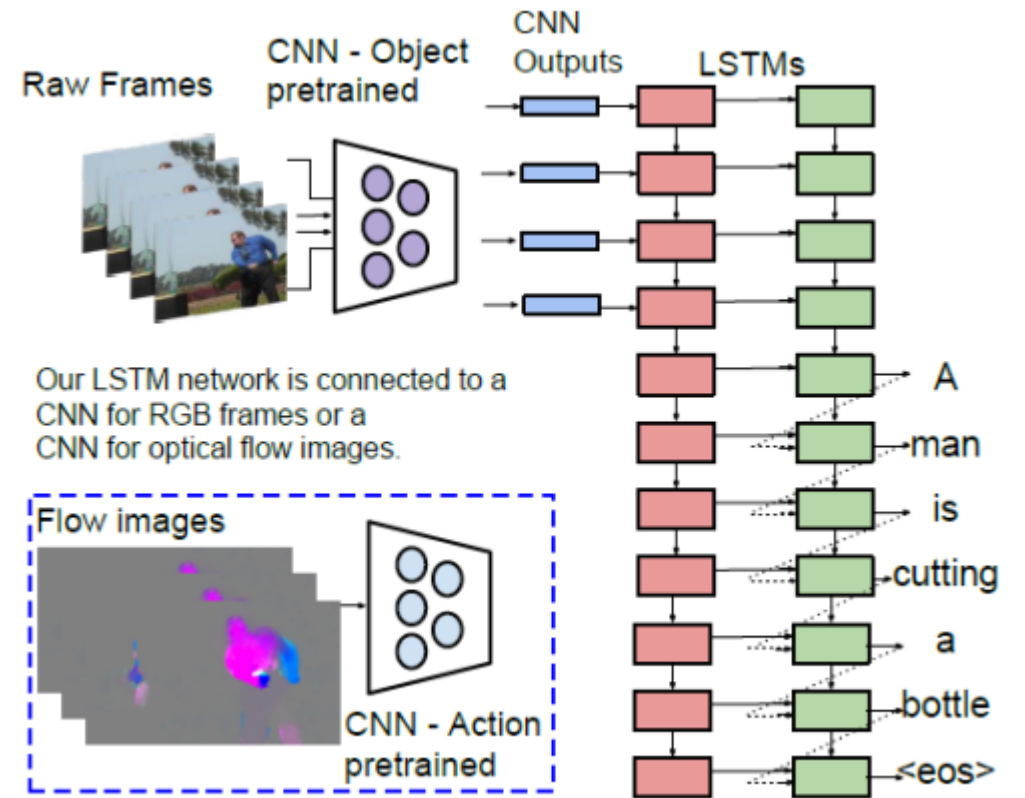 Raw Frames
CNN - Object
pretrained
CNN
Outputs
LSTMs
Our LSTM network is connected to a
CNN for RGB frames or a
CNN for optical flow images.
Flow images
CNN - Action
pretrained
A
man
is
cutting
a
bottle
<eos>